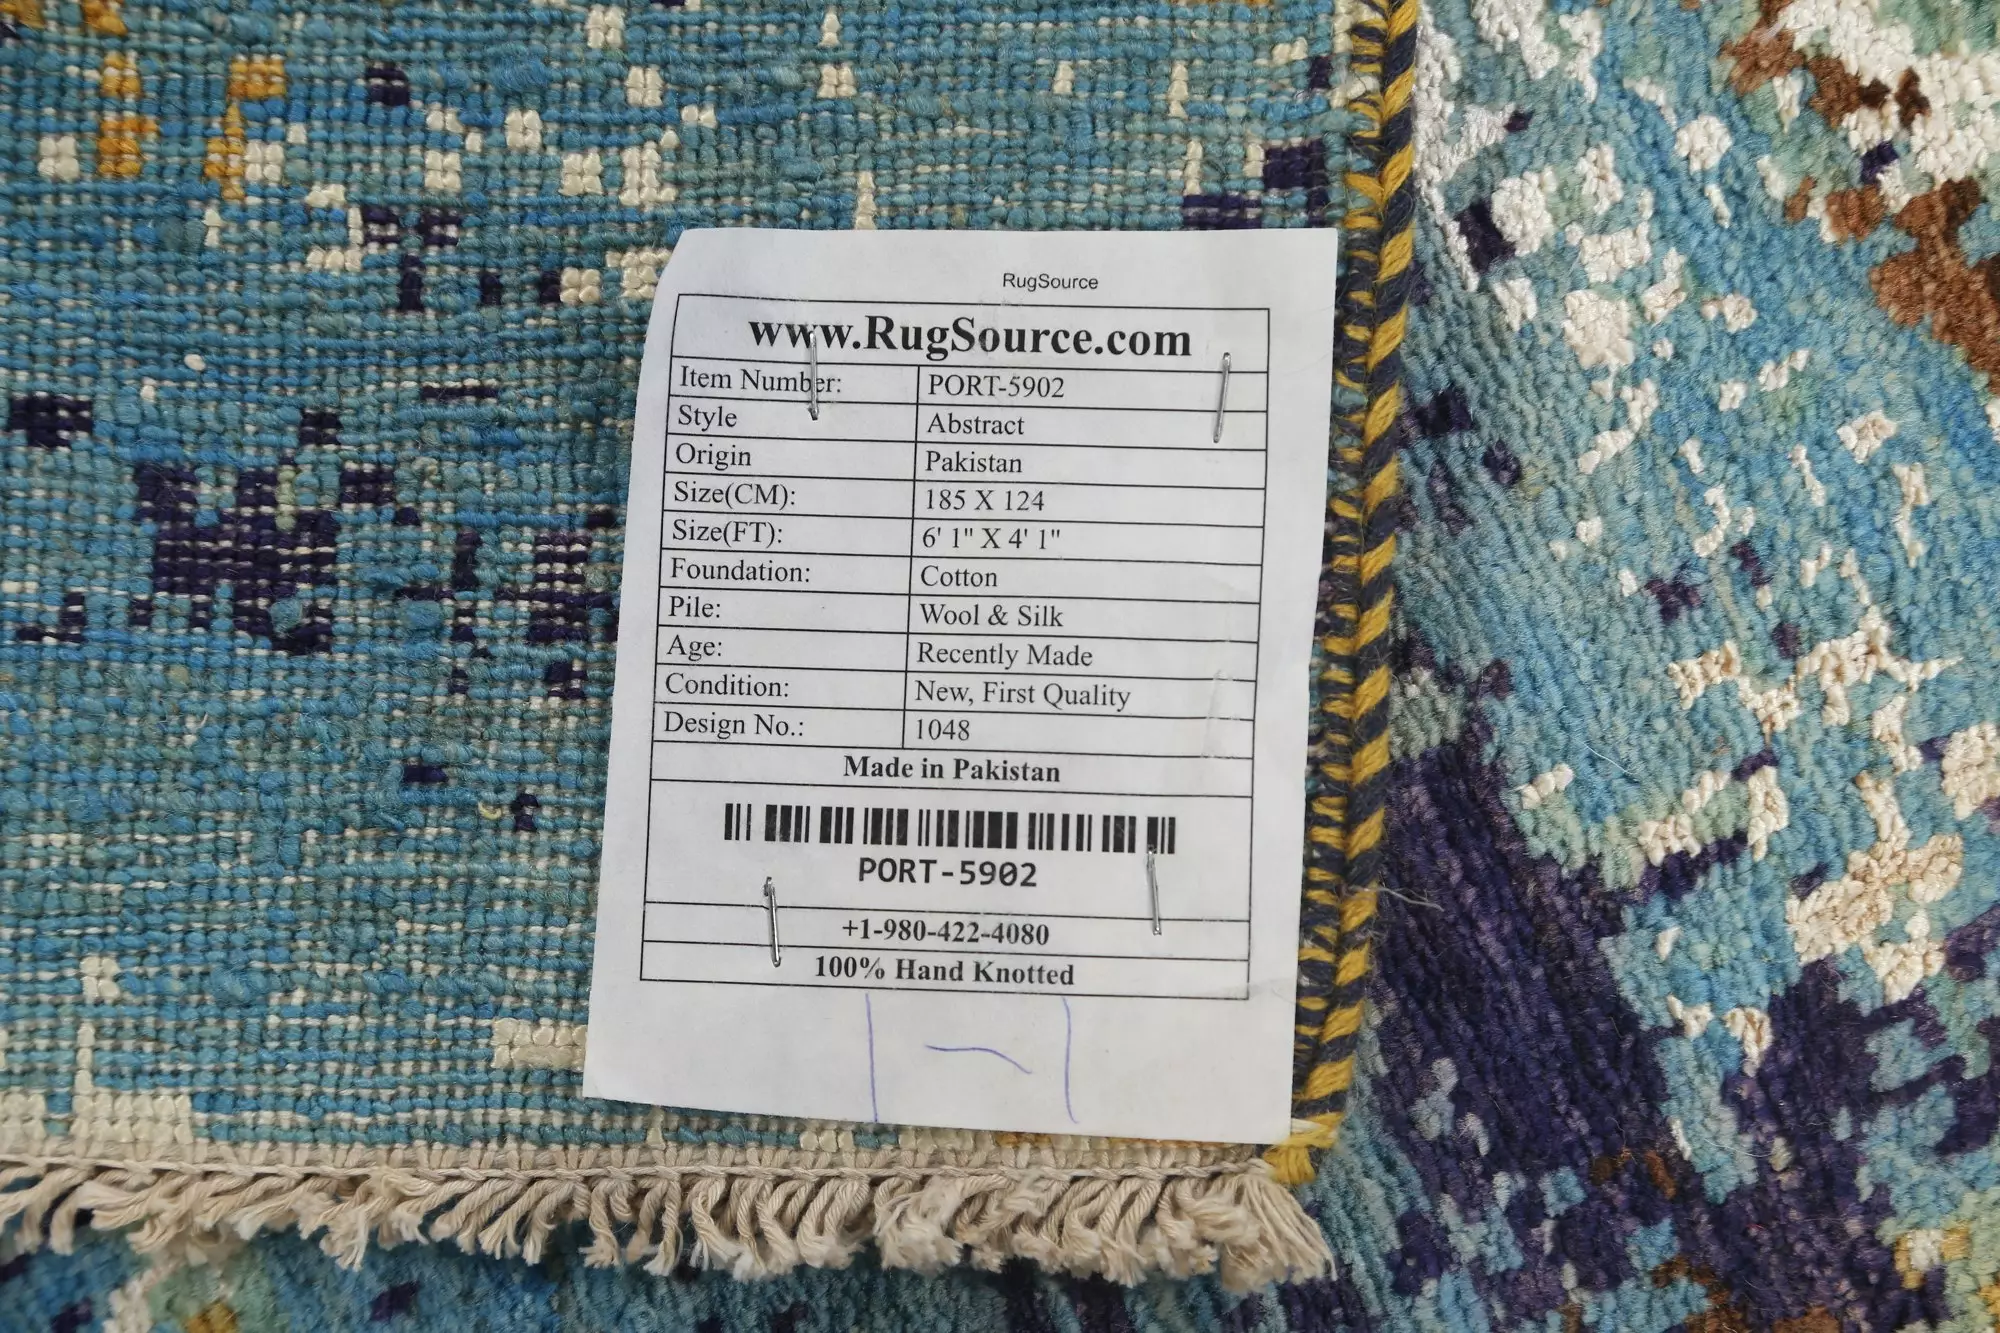 RugSource
www.RugSource.com
Item Number: PORT-5902
Style Abstract
Origin Pakistan
Size(CM): 185 X 124
Size(FT): 6' 1" X 4' 1"
Foundation: Cotton
Pile: Wool & Silk
Age: Recently Made
Condition: New, First Quality
Design No.: 1048
Made in Pakistan
PORT-5902
+1-980-422-4080
100% Hand Knotted
1-1